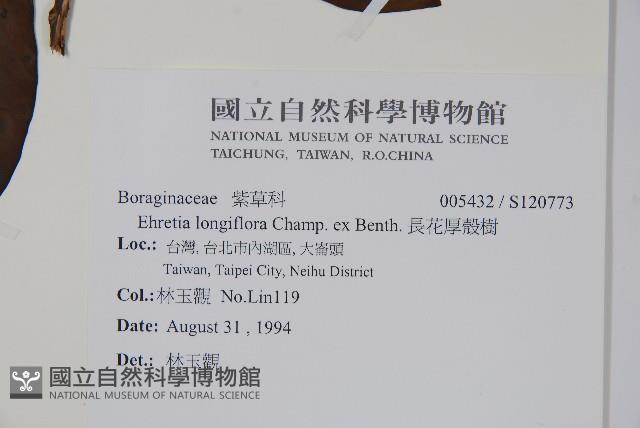 國立自然科學博物館
NATIONAL MUSEUM OF NATURAL SCIENCE
TAICHUNG, TAIWAN, R.O.CHINA
Boraginaceae 紫草科 005432 / S120773
Ehretia longiflora Champ. ex Benth. 長花厚殼樹
Loc.: 台灣, 台北市內湖區, 大崙頭
Taiwan, Taipei City, Neihu District
Col.: 林玉觀 No.Lin119
Date: August 31 , 1994
Det.: 林玉觀
國立自然科學博物館
NATIONAL MUSEUM OF NATURAL SCIENCE